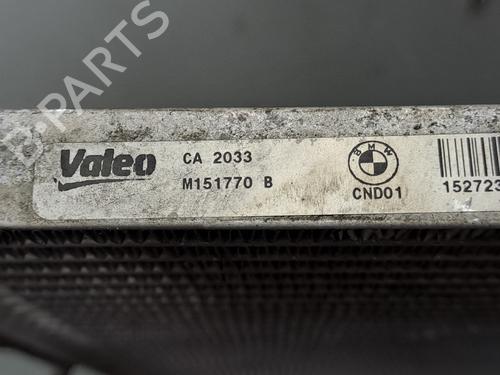 B-PARTS
Valeo
CA 2033
M151770 B
BMW
CND01
152723